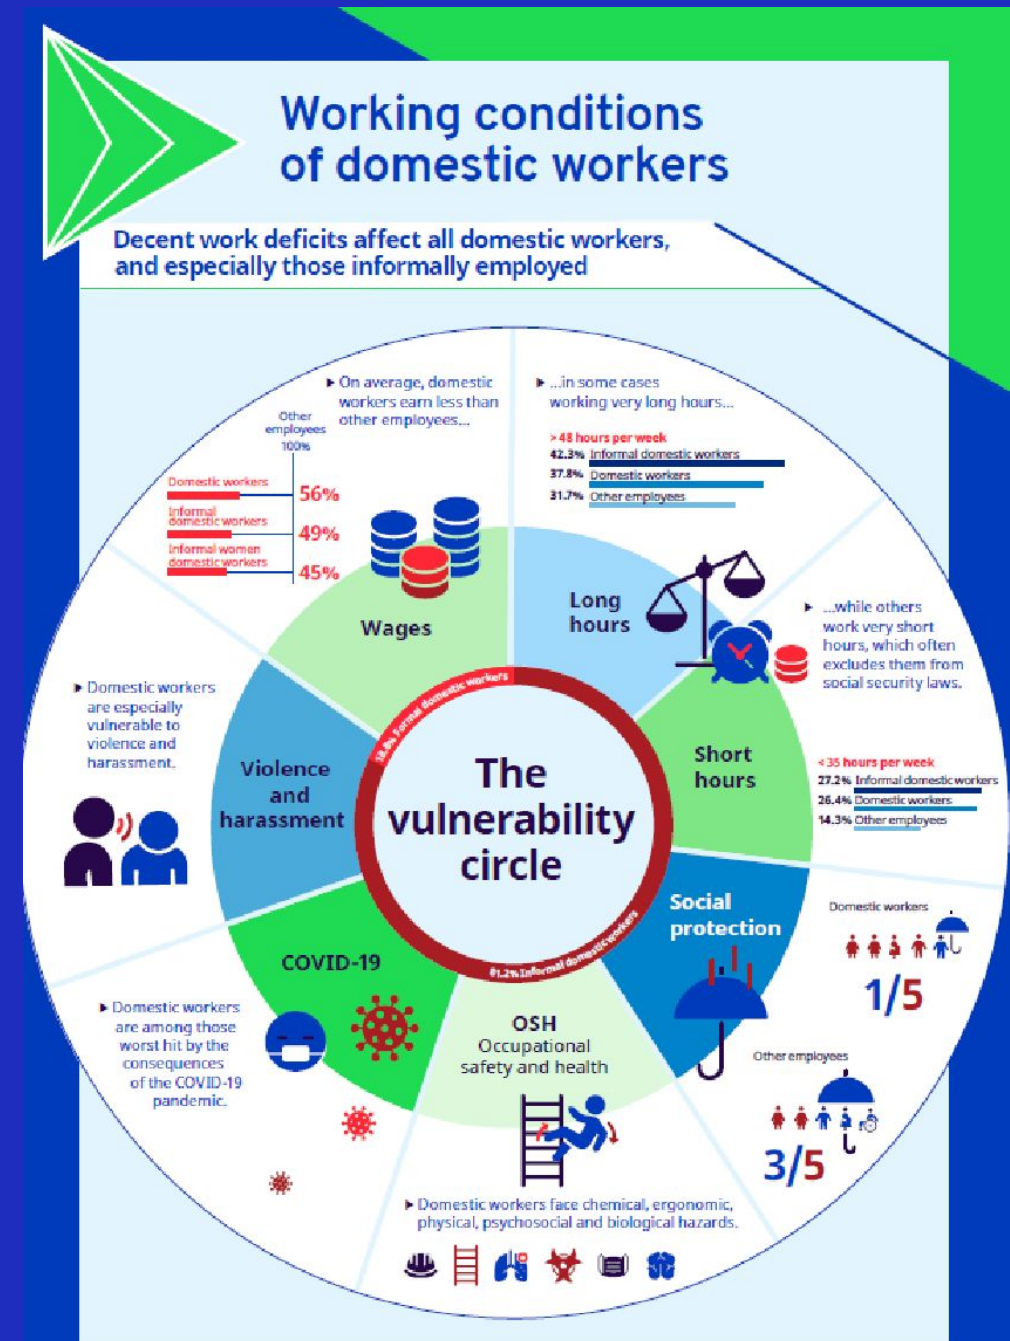 Working conditions
of domestic workers
Decent work deficits affect all domestic workers,
and especially those informally employed
On average, domestic
workers earn less than
other employees...
Other
employees
100%
Domestic workers
56%
Informal
domestic workers
49%
Informal women
domestic workers
45%
Wages
...in some cases
working very long hours...
> 48 hours per week
42.3% Informal domestic workers
37.8% Domestic workers
31.7% Other employees
Long
hours
...while others
work very short
hours, which often
excludes them from
social security laws.
< 35 hours per week
27.2% Informal domestic workers
26.4% Domestic workers
14.3% Other employees
Short
hours
Social
protection
Domestic workers
1/5
Other employees
3/5
OSH
Occupational
safety and health
Domestic workers face chemical, ergonomic,
physical, psychosocial and biological hazards.
COVID-19
Domestic workers
are among those
worst hit by the
consequences
of the COVID-19
pandemic.
Violence
and
harassment
Domestic workers
are especially
vulnerable to
violence and
harassment.
The
vulnerability
circle
18.8% Formal domestic workers
81.2% Informal domestic workers